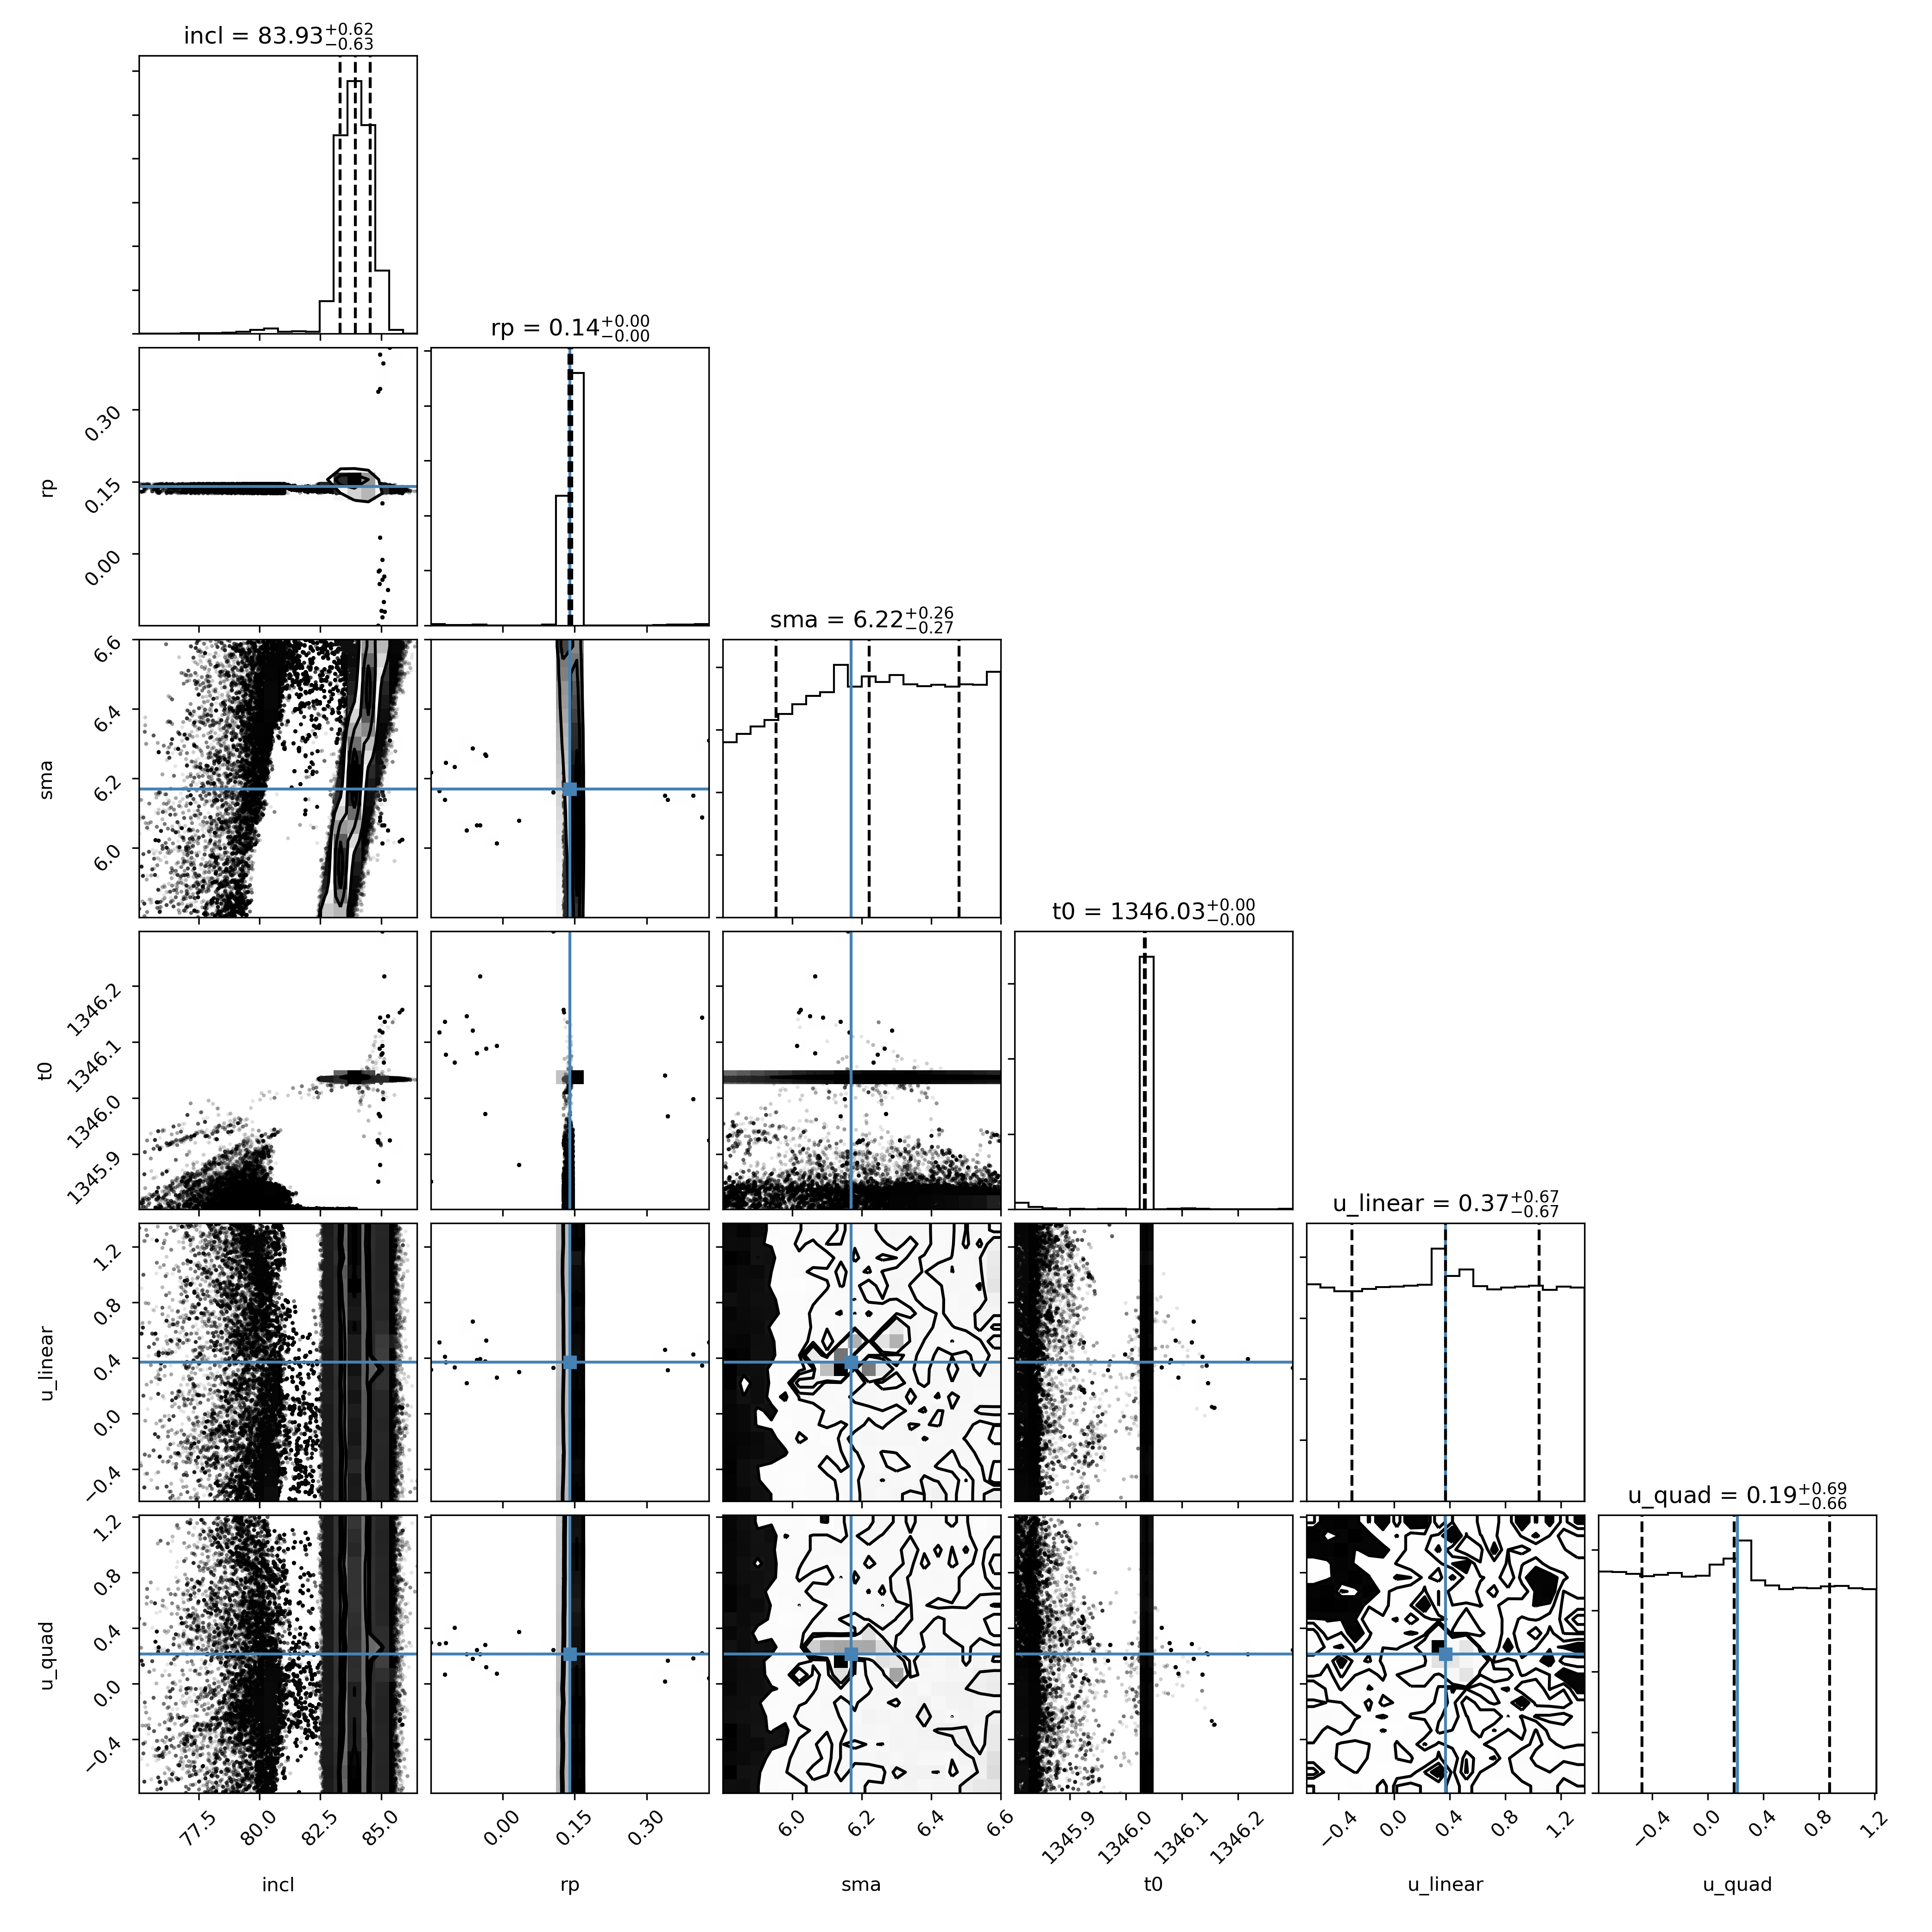 incl = 83.93 +0.62 −0.63
rp = 0.14 +0.00 −0.00
0.30
0.15
0.00
rp
sma = 6.22 +0.26 −0.27
6.6
6.4
6.2
6.0
sma
t0 = 1346.03 +0.00 −0.00
1346.2
1346.1
1346.0
1345.9
t0
u_linear = 0.37 +0.67 −0.67
1.2
0.8
0.4
0.0
−0.4
u_linear
u_quad = 0.19 +0.69 −0.66
1.2
0.8
0.4
0.0
−0.4
u_quad
77.5 80.0 82.5 85.0 0.00 0.15 0.30 6.0 6.2 6.4 6.6 1345.9 1346.0 1346.1 1346.2 −0.4 0.0 0.4 0.8 1.2 −0.4 0.0 0.4 0.8 1.2
incl rp sma t0 u_linear u_quad